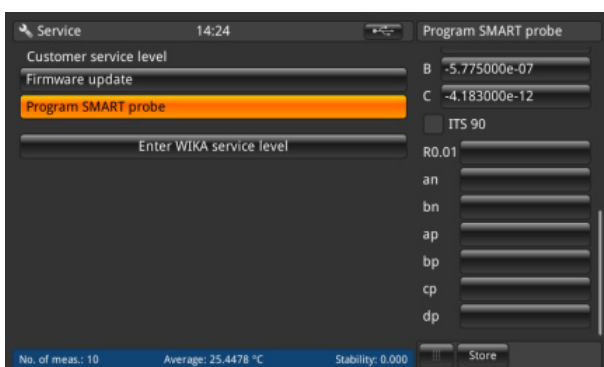 Service 14:24
Customer service level
Firmware update
Program SMART probe
Enter WIKA service level
No. of meas.: 10 Average: 25.4478 °C Stability: 0.000
Program SMART probe
B -5.775000e-07
C -4.183000e-12
ITS 90
R0.01
an
bn
ap
bp
cp
dp
Store